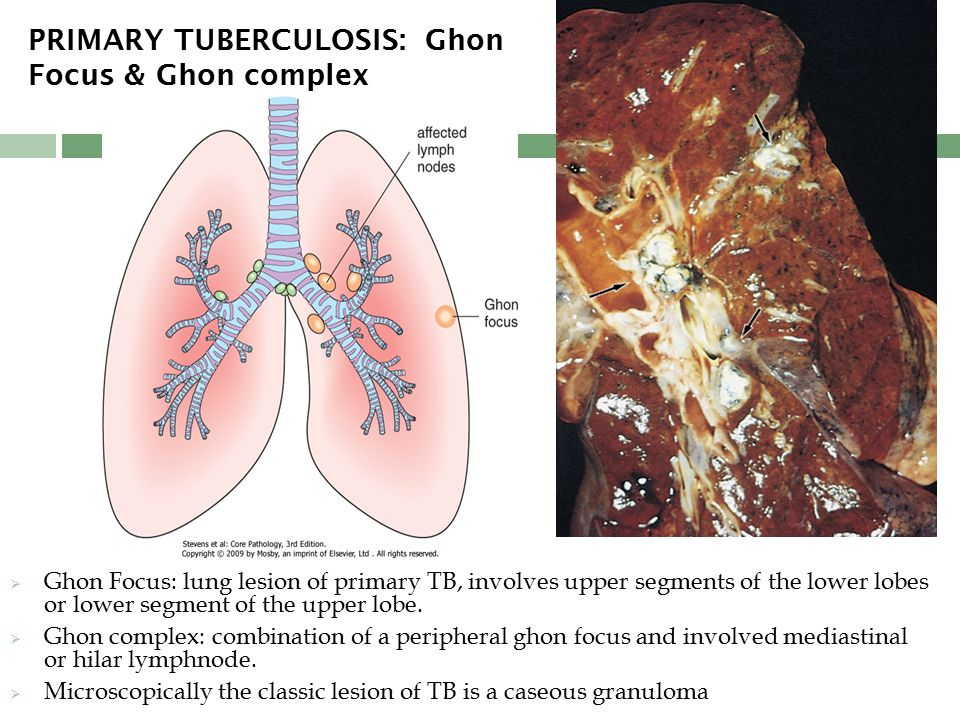 PRIMARY TUBERCULOSIS: Ghon
Focus & Ghon complex
affected
lymph
nodes
Ghon
focus
Stevens et al: Core Pathology, 3rd Edition.
Copyright © 2009 by Mosby, an imprint of Elsevier, Ltd . All rights reserved.
Ghon Focus: lung lesion of primary TB, involves upper segments of the lower lobes
or lower segment of the upper lobe.
Ghon complex: combination of a peripheral ghon focus and involved mediastinal
or hilar lymphnode.
Microscopically the classic lesion of TB is a caseous granuloma